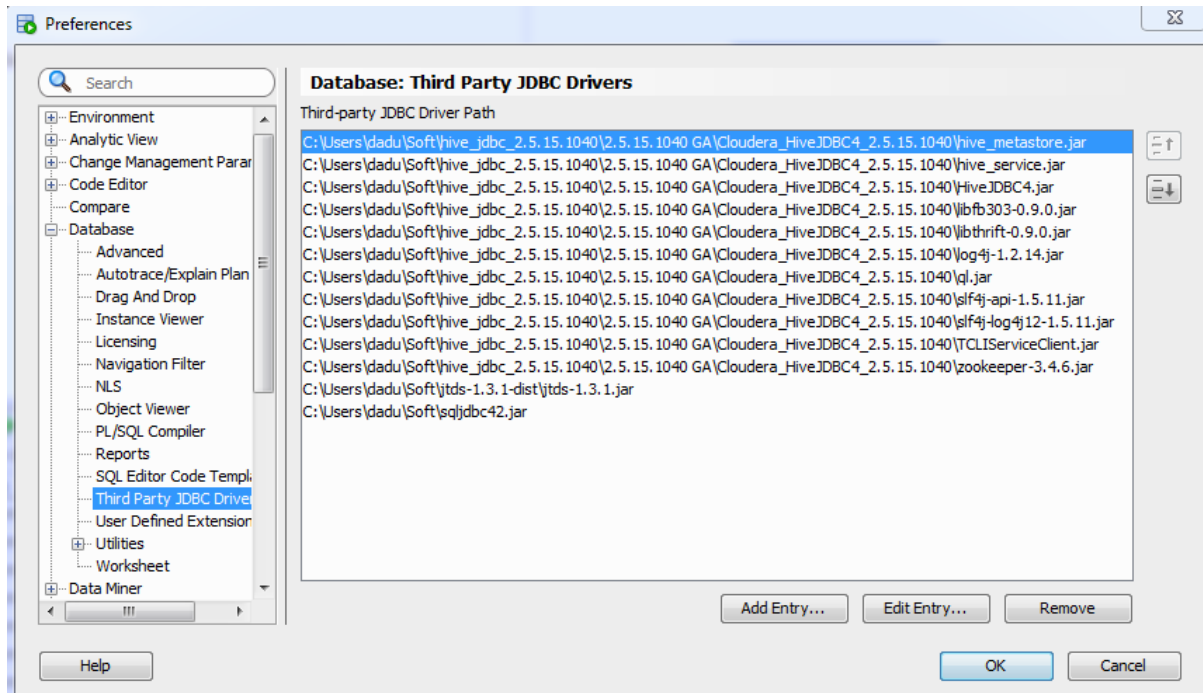 Preferences
Search
Environment
Analytic View
Change Management Parar
Code Editor
Compare
Database
Advanced
Autotrace/Explain Plan
Drag And Drop
Instance Viewer
Licensing
Navigation Filter
NLS
Object Viewer
PL/SQL Compiler
Reports
SQL Editor Code Templa
Third Party JDBC Driver
User Defined Extension
Utilities
Worksheet
Data Miner
Database: Third Party JDBC Drivers
Third-party JDBC Driver Path
C:\Users\dadu\Soft\hive_jdbc_2.5.15.1040\2.5.15.1040 GA\Cloudera_HiveJDBC4_2.5.15.1040\hive_metastore.jar
C:\Users\dadu\Soft\hive_jdbc_2.5.15.1040\2.5.15.1040 GA\Cloudera_HiveJDBC4_2.5.15.1040\hive_service.jar
C:\Users\dadu\Soft\hive_jdbc_2.5.15.1040\2.5.15.1040 GA\Cloudera_HiveJDBC4_2.5.15.1040\HiveJDBC4.jar
C:\Users\dadu\Soft\hive_jdbc_2.5.15.1040\2.5.15.1040 GA\Cloudera_HiveJDBC4_2.5.15.1040\libfb303-0.9.0.jar
C:\Users\dadu\Soft\hive_jdbc_2.5.15.1040\2.5.15.1040 GA\Cloudera_HiveJDBC4_2.5.15.1040\libthrift-0.9.0.jar
C:\Users\dadu\Soft\hive_jdbc_2.5.15.1040\2.5.15.1040 GA\Cloudera_HiveJDBC4_2.5.15.1040\log4j-1.2.14.jar
C:\Users\dadu\Soft\hive_jdbc_2.5.15.1040\2.5.15.1040 GA\Cloudera_HiveJDBC4_2.5.15.1040\ql.jar
C:\Users\dadu\Soft\hive_jdbc_2.5.15.1040\2.5.15.1040 GA\Cloudera_HiveJDBC4_2.5.15.1040\slf4j-api-1.5.11.jar
C:\Users\dadu\Soft\hive_jdbc_2.5.15.1040\2.5.15.1040 GA\Cloudera_HiveJDBC4_2.5.15.1040\slf4j-log4j12-1.5.11.jar
C:\Users\dadu\Soft\hive_jdbc_2.5.15.1040\2.5.15.1040 GA\Cloudera_HiveJDBC4_2.5.15.1040\TCLIServiceClient.jar
C:\Users\dadu\Soft\hive_jdbc_2.5.15.1040\2.5.15.1040 GA\Cloudera_HiveJDBC4_2.5.15.1040\zookeeper-3.4.6.jar
C:\Users\dadu\Soft\jtds-1.3.1-dist\jtds-1.3.1.jar
C:\Users\dadu\Soft\sqljdbc42.jar
Add Entry...
Edit Entry...
Remove
Help
OK
Cancel